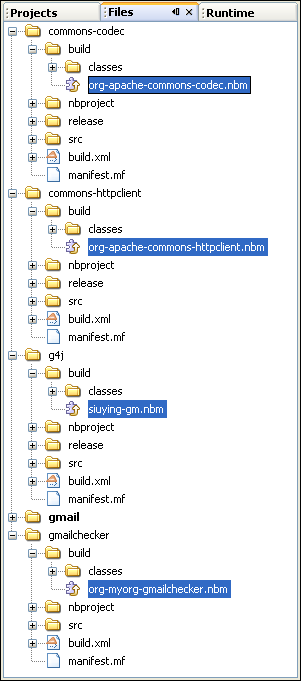 Projects Files Runtime
commons-codec
build
classes
org-apache-commons-codec.nbm
nbproject
release
src
build.xml
manifest.mf
commons-httpclient
build
classes
org-apache-commons-httpclient.nbm
nbproject
release
src
build.xml
manifest.mf
g4j
build
classes
siuying-gm.nbm
nbproject
release
src
build.xml
manifest.mf
gmail
gmailchecker
build
classes
org-myorg-gmailchecker.nbm
nbproject
src
build.xml
manifest.mf